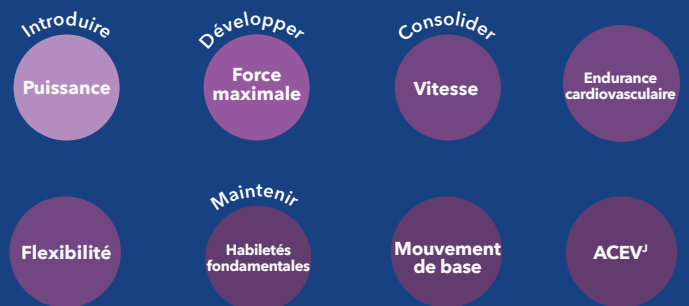 Introduire
Puissance
Développer
Force
maximale
Consolider
Vitesse
Endurance
cardiovasculaire
Flexibilité
Maintenir
Habiletés
fondamentales
Mouvement
de base
ACEVᴶ